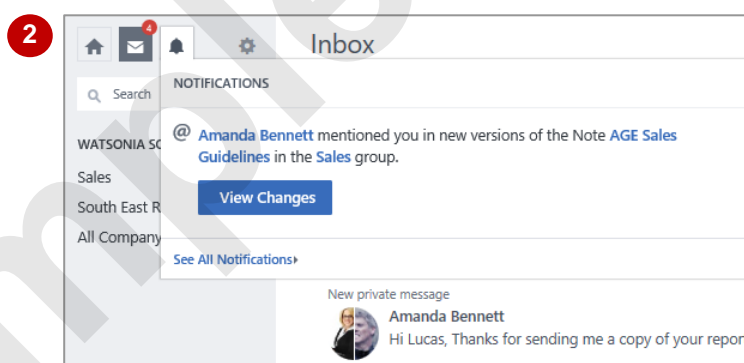 2
4
Inbox
Search
NOTIFICATIONS
@ Amanda Bennett mentioned you in new versions of the Note AGE Sales
Guidelines in the Sales group.
View Changes
See All Notifications
WATSONIA SC
Sales
South East R
All Company
New private message
Amanda Bennett
Hi Lucas, Thanks for sending me a copy of your repor